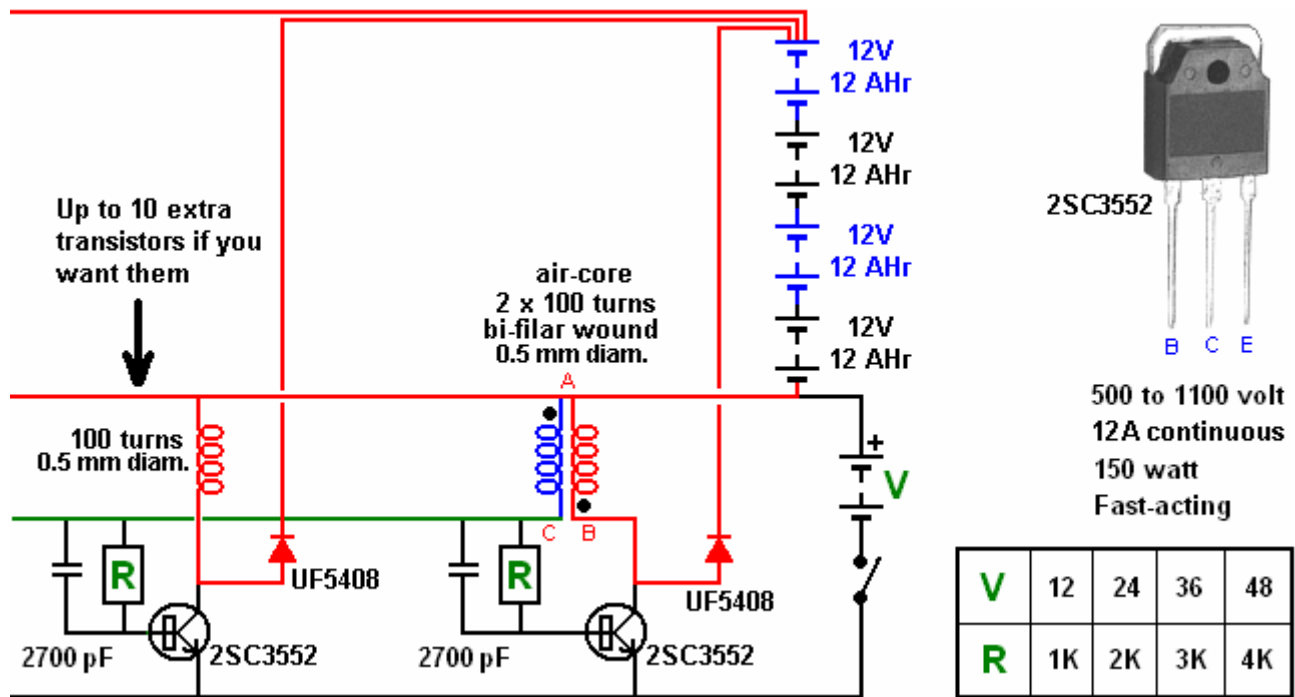 12V
12 AHr
12V
12 AHr
12V
12 AHr
12V
12 AHr
2SC3552
B C E
Up to 10 extra
transistors if you
want them
air-core
2 x 100 turns
bi-filar wound
0.5 mm diam.
A
100 turns
0.5 mm diam.
C B
+
V
R
UF5408
R
UF5408
2700 pF
2SC3552
2700 pF
2SC3552
500 to 1100 volt
12A continuous
150 watt
Fast-acting
V 12 24 36 48
R 1K 2K 3K 4K